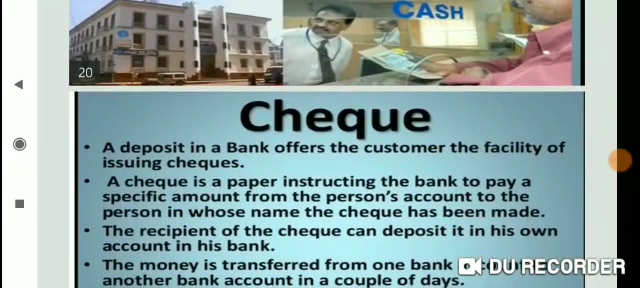 CASH
20
Cheque
• A deposit in a Bank offers the customer the facility of
issuing cheques.
• A cheque is a paper instructing the bank to pay a
specific amount from the person's account to the
person in whose name the cheque has been made.
• The recipient of the cheque can deposit it in his own
account in his bank.
• The money is transferred from one bank
DU RECORDER
another bank account in a couple of days.